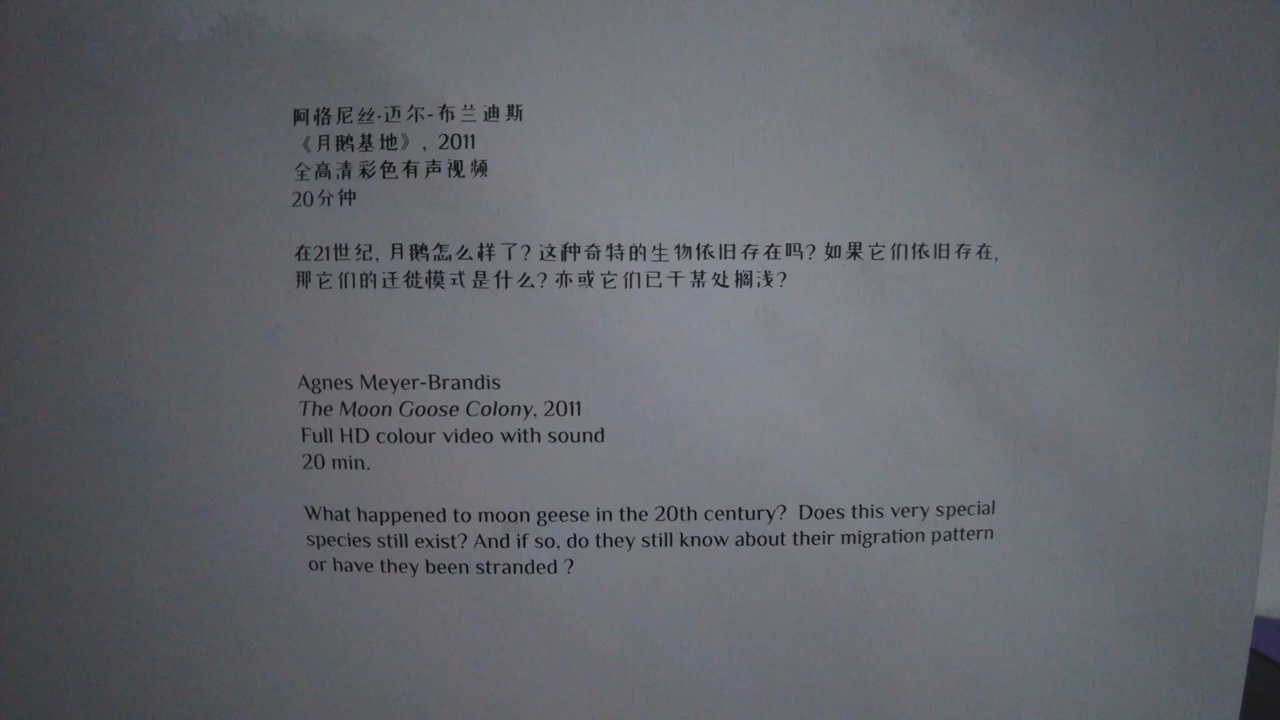 阿格尼丝·迈尔-布兰迪斯
《月鹅基地》, 2011
全高清彩色有声视频
20分钟
在21世纪, 月鹅怎么样了? 这种奇特的生物依旧存在吗? 如果它们依旧存在,
那它们的迁徙模式是什么? 亦或它们已于某处搁浅?
Agnes Meyer-Brandis
The Moon Goose Colony, 2011
Full HD colour video with sound
20 min.
What happened to moon geese in the 20th century? Does this very special
species still exist? And if so, do they still know about their migration pattern
or have they been stranded ?